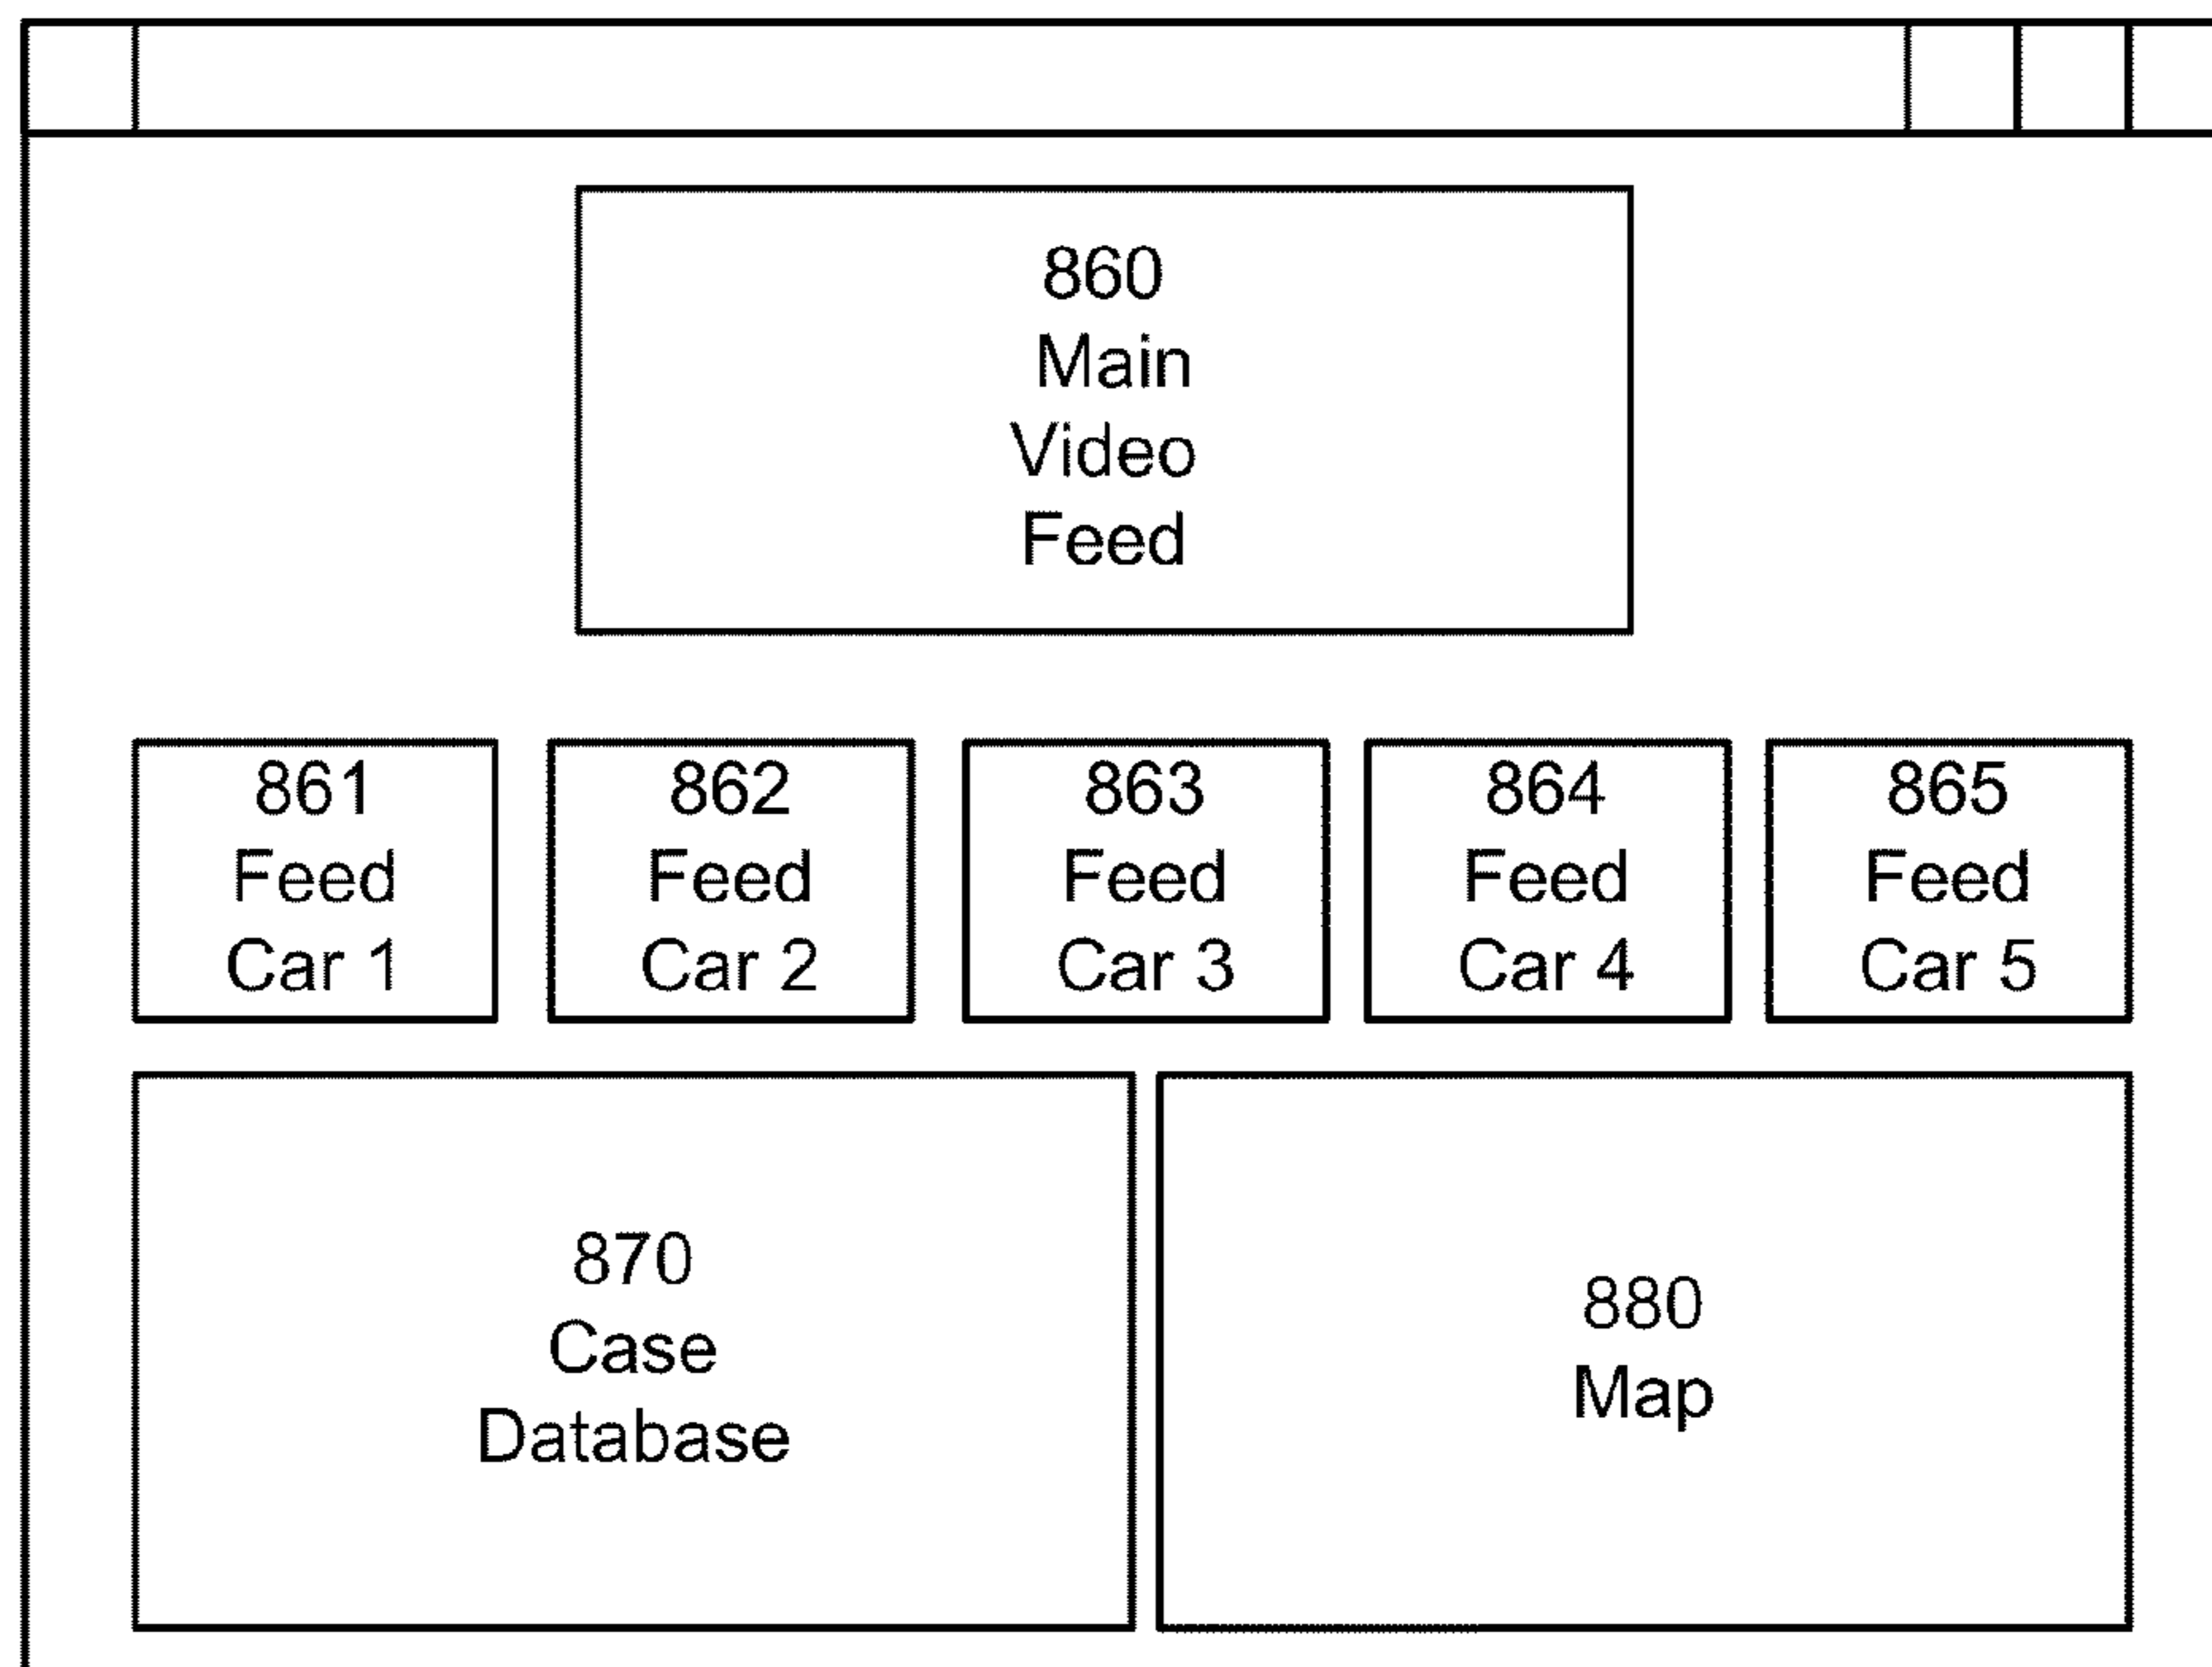 860
Main
Video
Feed
861
Feed
Car 1
862
Feed
Car 2
863
Feed
Car 3
864
Feed
Car 4
865
Feed
Car 5
870
Case
Database
880
Map